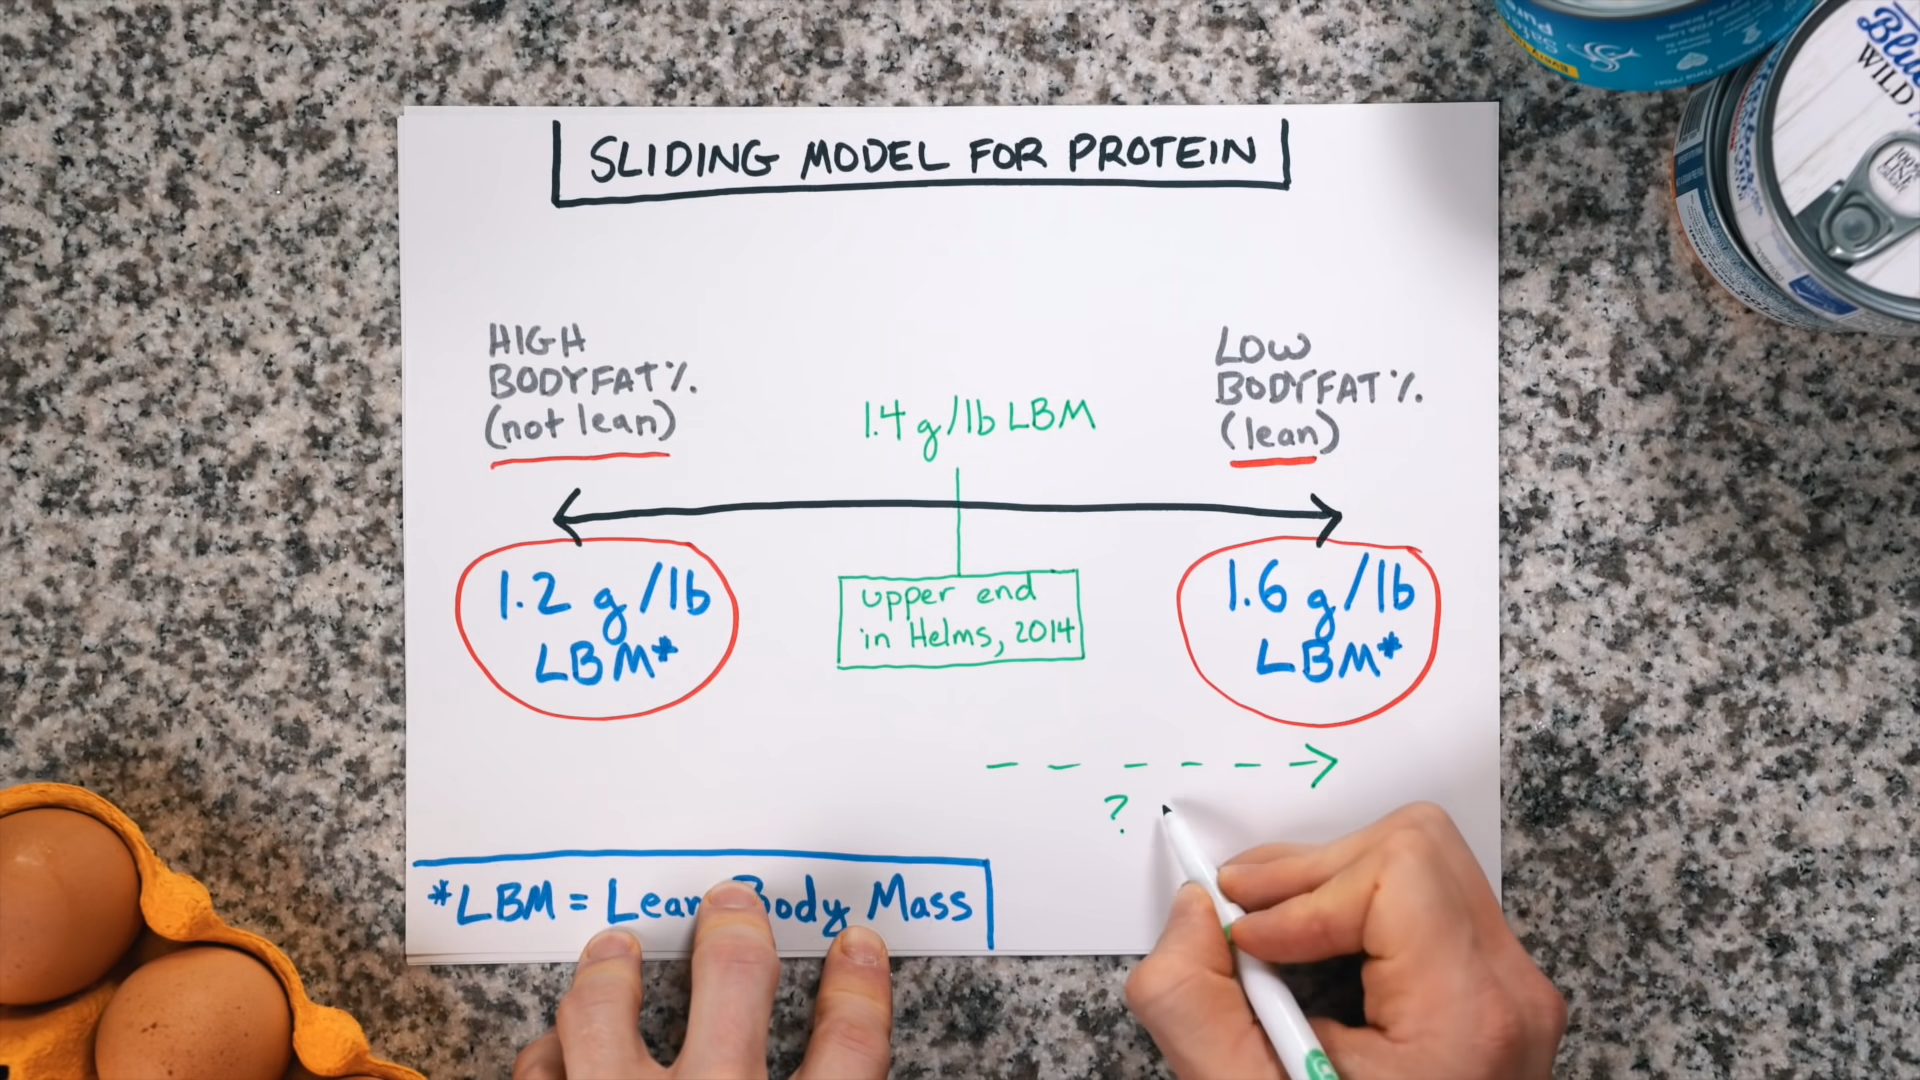 SLIDING MODEL FOR PROTEIN
HIGH
BODYFAT%
(not lean)
1.4 g/lb LBM
LOW
BODYFAT%
(lean)
1.2 g/lb
LBM*
upper end
in Helms, 2014
1.6 g/lb
LBM*
?
*LBM = Lean Body Mass
WILD